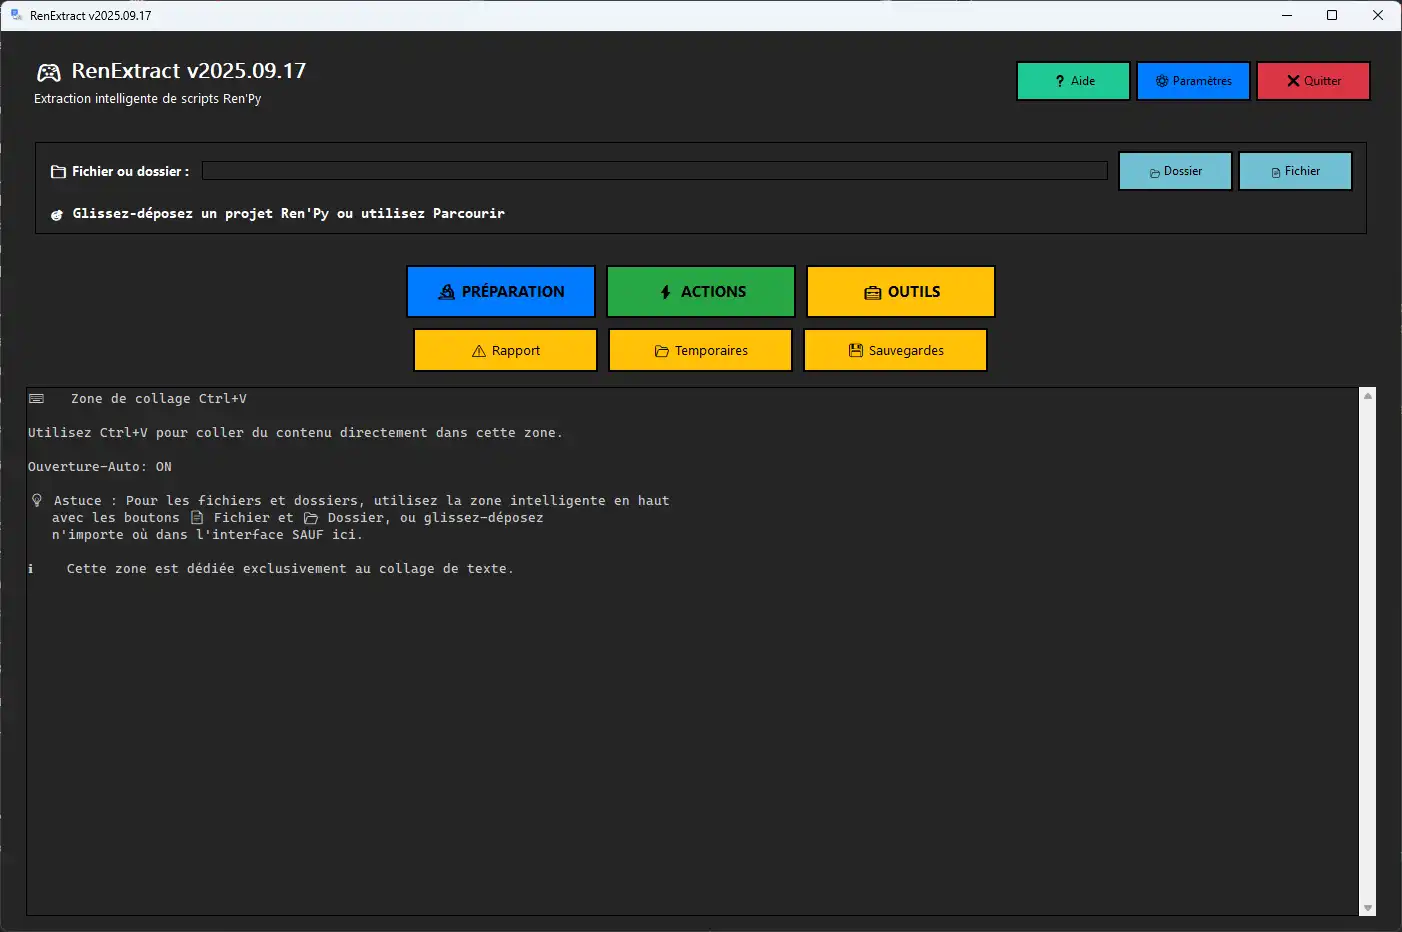 RenExtract v2025.09.17
RenExtract v2025.09.17
Extraction intelligente de scripts Ren'Py
? Aide
Paramètres
Quitter
Fichier ou dossier :
Dossier
Fichier
Glissez-déposez un projet Ren'Py ou utilisez Parcourir
PRÉPARATION
ACTIONS
OUTILS
Rapport
Temporaires
Sauvegardes
Zone de collage Ctrl+V
Utilisez Ctrl+V pour coller du contenu directement dans cette zone.
Ouverture-Auto: ON
Astuce : Pour les fichiers et dossiers, utilisez la zone intelligente en haut
avec les boutons Fichier et Dossier, ou glissez-déposez
n'importe où dans l'interface SAUF ici.
Cette zone est dédiée exclusivement au collage de texte.